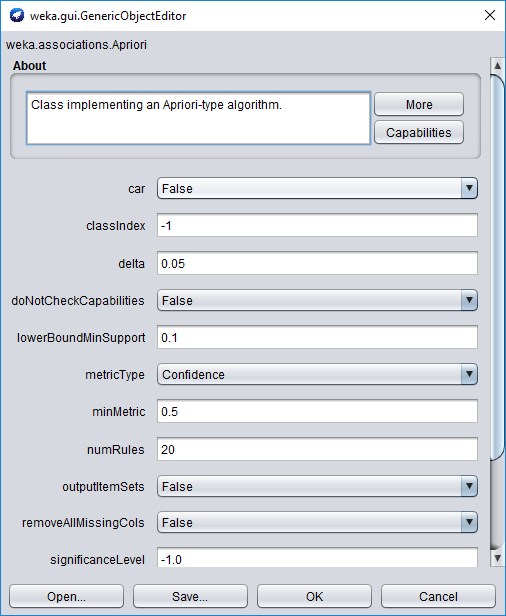 weka.gui.GenericObjectEditor
weka.associations.Apriori
About
Class implementing an Apriori-type algorithm.
More
Capabilities
car False
classIndex -1
delta 0.05
doNotCheckCapabilities False
lowerBoundMinSupport 0.1
metricType Confidence
minMetric 0.5
numRules 20
outputItemSets False
removeAllMissingCols False
significanceLevel -1.0
Open... Save... OK Cancel